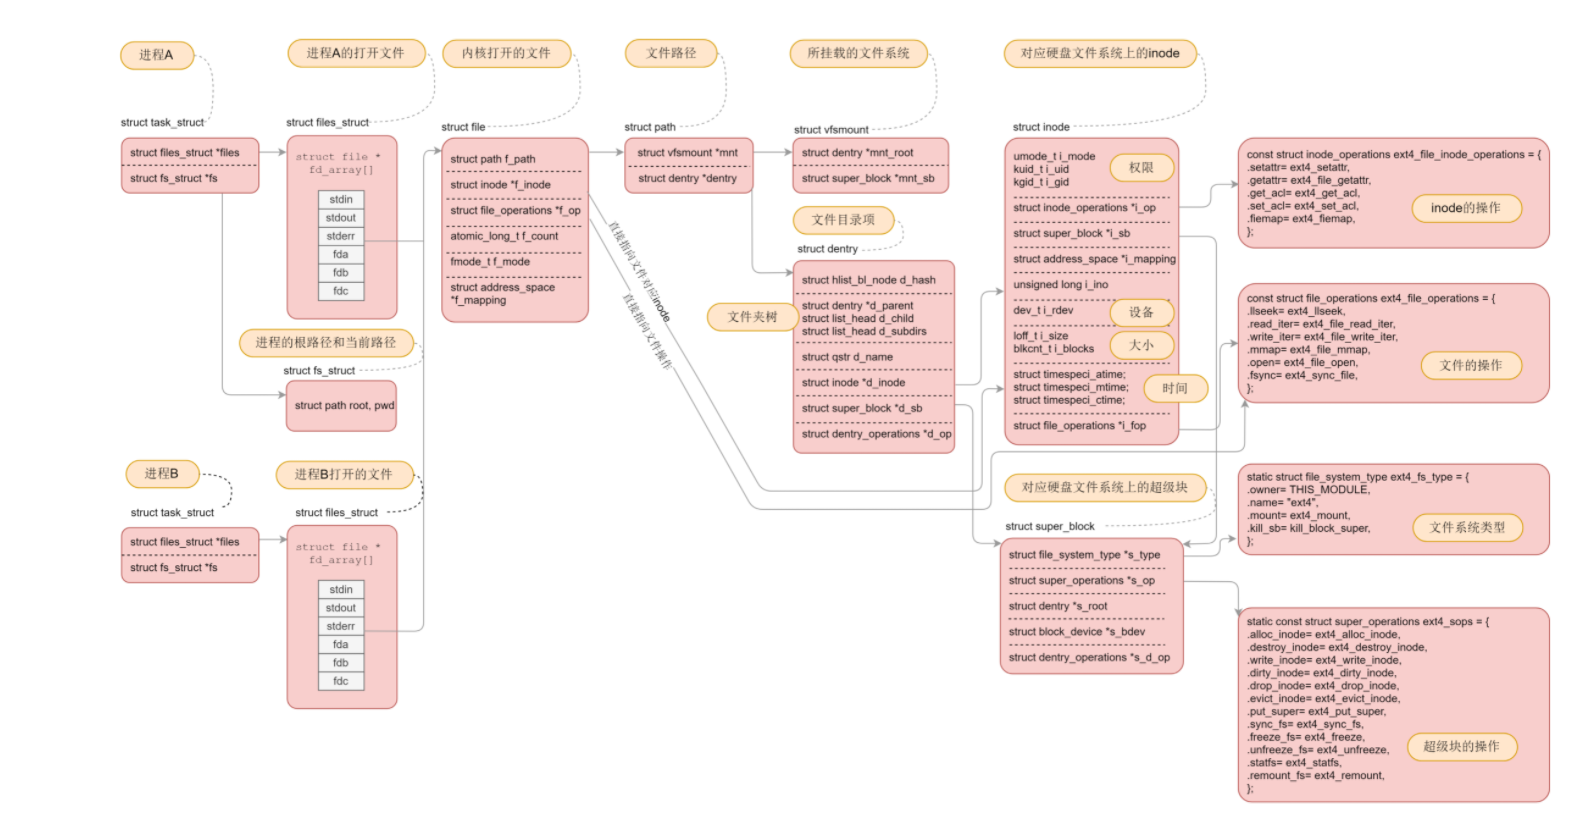 进程A
struct task_struct
struct files_struct *files
struct fs_struct *fs
进程A的打开文件
struct files_struct
struct file *
fd_array[]
stdin
stdout
stderr
fda
fdb
fdc
进程的根路径和当前路径
struct fs_struct
struct path root, pwd
进程B
struct task_struct
struct files_struct *files
struct fs_struct *fs
进程B打开的文件
struct files_struct
struct file *
fd_array[]
stdin
stdout
stderr
fda
fdb
fdc
内核打开的文件
struct file
struct path f_path
struct inode *f_inode
struct file_operations *f_op
atomic_long_t f_count
fmode_t f_mode
struct address_space
*f_mapping
直接指向文件对应inode
直接指向文件操作
文件路径
struct path
struct vfsmount *mnt
struct dentry *dentry
所挂载的文件系统
struct vfsmount
struct dentry *mnt_root
struct super_block *mnt_sb
文件目录项
struct dentry
struct hlist_bl_node d_hash
文件夹树
struct dentry *d_parent
struct list_head d_child
struct list_head d_subdirs
struct qstr d_name
struct inode *d_inode
struct super_block *d_sb
struct dentry_operations *d_op
对应硬盘文件系统上的inode
struct inode
umode_t i_mode
kuid_t i_uid
kgid_t i_gid
权限
struct inode_operations *i_op
struct super_block *i_sb
struct address_space *i_mapping
unsigned long i_ino
dev_t i_rdev
设备
loff_t i_size
blkcnt_t i_blocks
大小
struct timespeci_atime;
struct timespeci_mtime;
struct timespeci_ctime;
时间
struct file_operations *i_fop
对应硬盘文件系统上的超级块
struct super_block
struct file_system_type *s_type
struct super_operations *s_op
struct dentry *s_root
struct block_device *s_bdev
struct dentry_operations *s_d_op
const struct inode_operations ext4_file_inode_operations = {
.setattr= ext4_setattr,
.getattr= ext4_file_getattr,
.get_acl= ext4_get_acl,
.set_acl= ext4_set_acl,
.fiemap= ext4_fiemap,
};
inode的操作
const struct file_operations ext4_file_operations = {
.llseek= ext4_llseek,
.read_iter= ext4_file_read_iter,
.write_iter= ext4_file_write_iter,
.mmap= ext4_file_mmap,
.open= ext4_file_open,
.fsync= ext4_sync_file,
};
文件的操作
static struct file_system_type ext4_fs_type = {
.owner= THIS_MODULE,
.name= "ext4",
.mount= ext4_mount,
.kill_sb= kill_block_super,
};
文件系统类型
static const struct super_operations ext4_sops = {
.alloc_inode= ext4_alloc_inode,
.destroy_inode= ext4_destroy_inode,
.write_inode= ext4_write_inode,
.dirty_inode= ext4_dirty_inode,
.drop_inode= ext4_drop_inode,
.evict_inode= ext4_evict_inode,
.put_super= ext4_put_super,
.sync_fs= ext4_sync_fs,
.freeze_fs= ext4_freeze,
.unfreeze_fs= ext4_unfreeze,
.statfs= ext4_statfs,
.remount_fs= ext4_remount,
};
超级块的操作